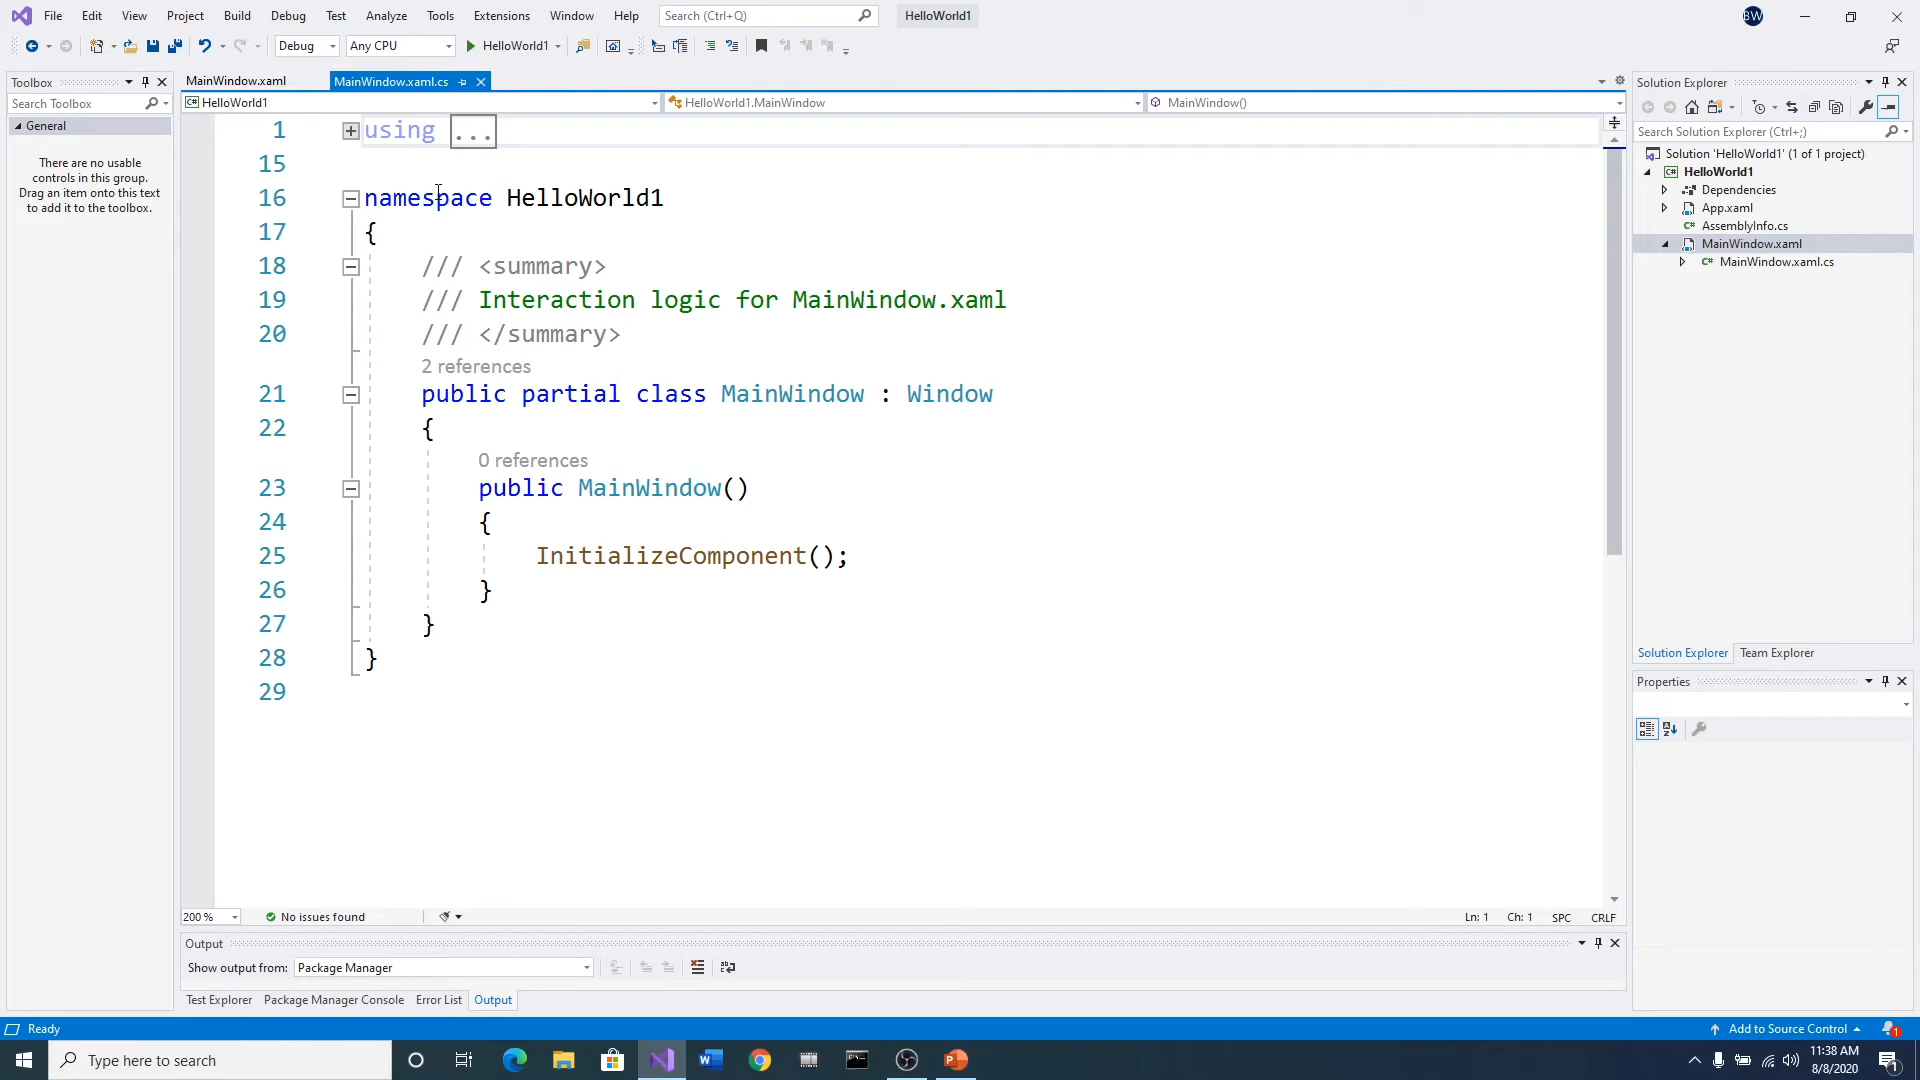 File Edit View Project Build Debug Test Analyze Tools Extensions Window Help Search (Ctrl+Q) HelloWorld1 BW
Debug Any CPU HelloWorld1
Toolbox
Search Toolbox
General
There are no usable
controls in this group.
Drag an item onto this text
to add it to the toolbox.
MainWindow.xaml MainWindow.xaml.cs
HelloWorld1 HelloWorld1.MainWindow MainWindow()
1 using ...
15
16 namespace HelloWorld1
17 {
18 /// <summary>
19 /// Interaction logic for MainWindow.xaml
20 /// </summary>
2 references
21 public partial class MainWindow : Window
22 {
0 references
23 public MainWindow()
24 {
25 InitializeComponent();
26 }
27 }
28 }
29
200 % No issues found Ln: 1 Ch: 1 SPC CRLF
Output
Show output from: Package Manager
Test Explorer Package Manager Console Error List Output
Solution Explorer
Search Solution Explorer (Ctrl+;)
Solution 'HelloWorld1' (1 of 1 project)
HelloWorld1
Dependencies
App.xaml
AssemblyInfo.cs
MainWindow.xaml
MainWindow.xaml.cs
Solution Explorer Team Explorer
Properties
Ready Add to Source Control 1
Type here to search
11:38 AM
8/8/2020
1